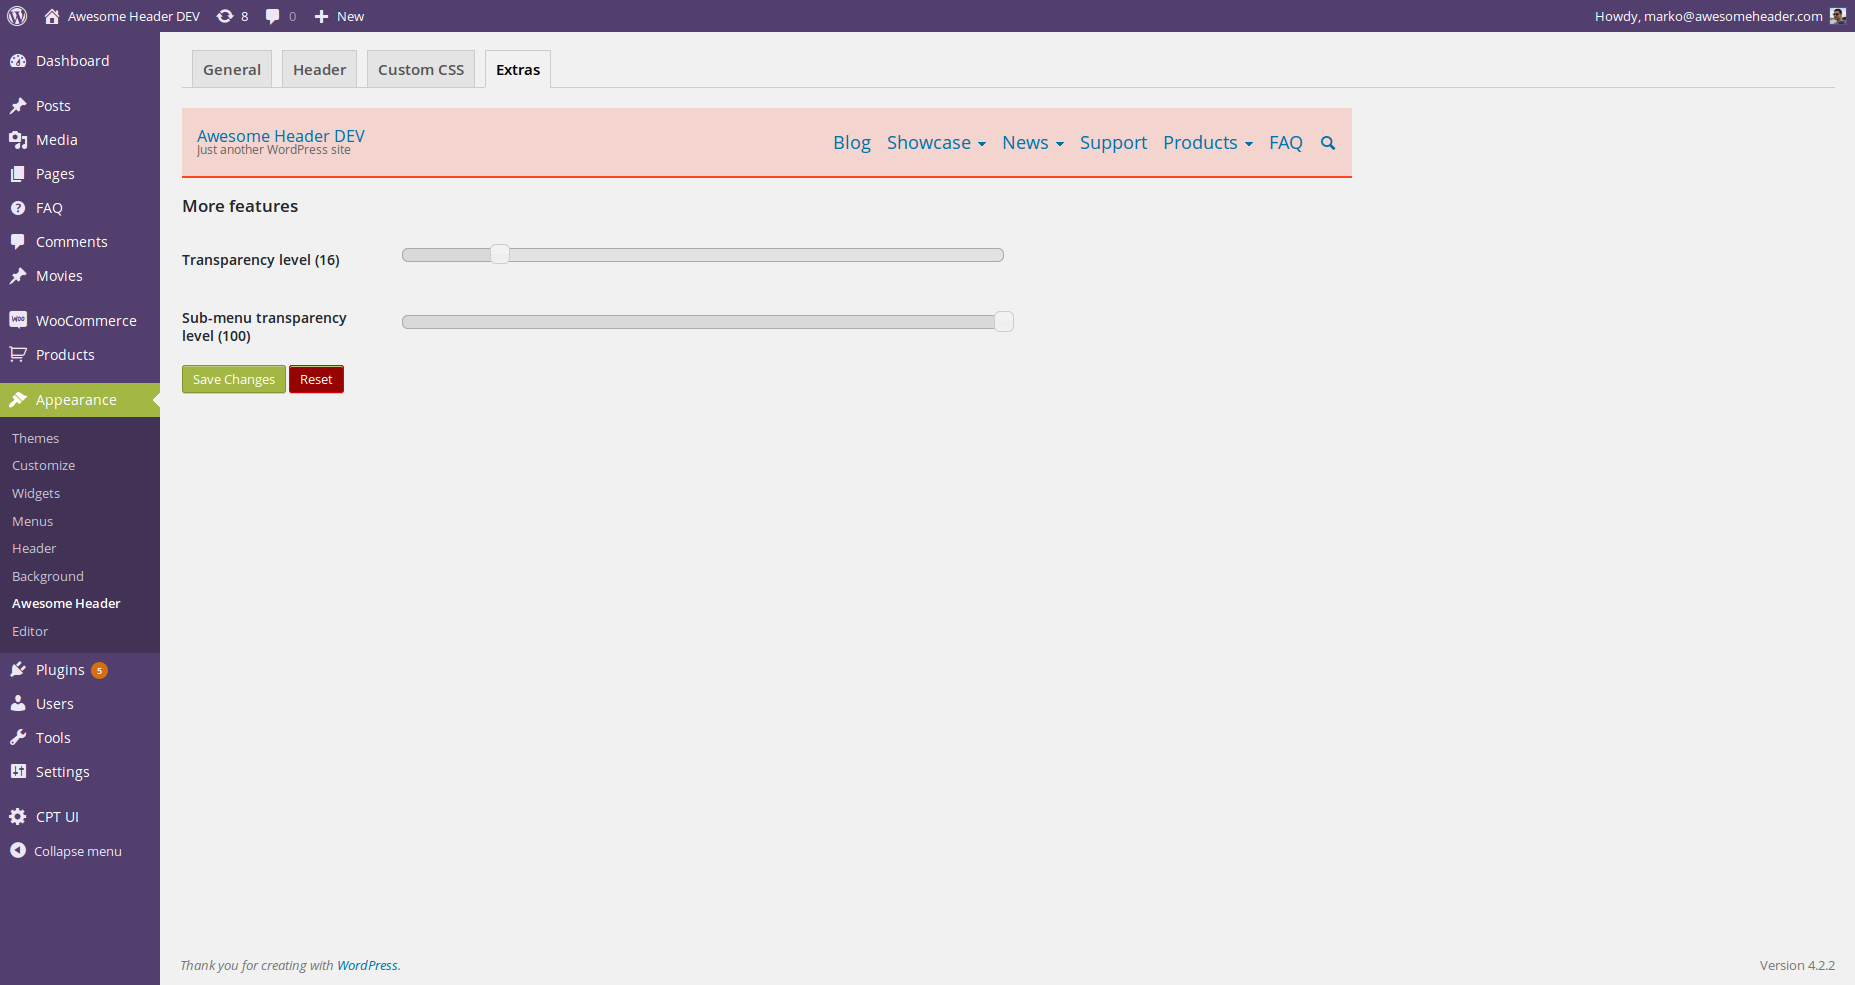 Awesome Header DEV 8 0 New Howdy, marko@awesomeheader.com
Dashboard
Posts
Media
Pages
FAQ
Comments
Movies
WooCommerce
Products
Appearance
Themes
Customize
Widgets
Menus
Header
Background
Awesome Header
Editor
Plugins 5
Users
Tools
Settings
CPT UI
Collapse menu
General Header Custom CSS Extras
Awesome Header DEV
Just another WordPress site
Blog Showcase News Support Products FAQ
More features
Transparency level (16)
Sub-menu transparency
level (100)
Save Changes Reset
Thank you for creating with WordPress. Version 4.2.2